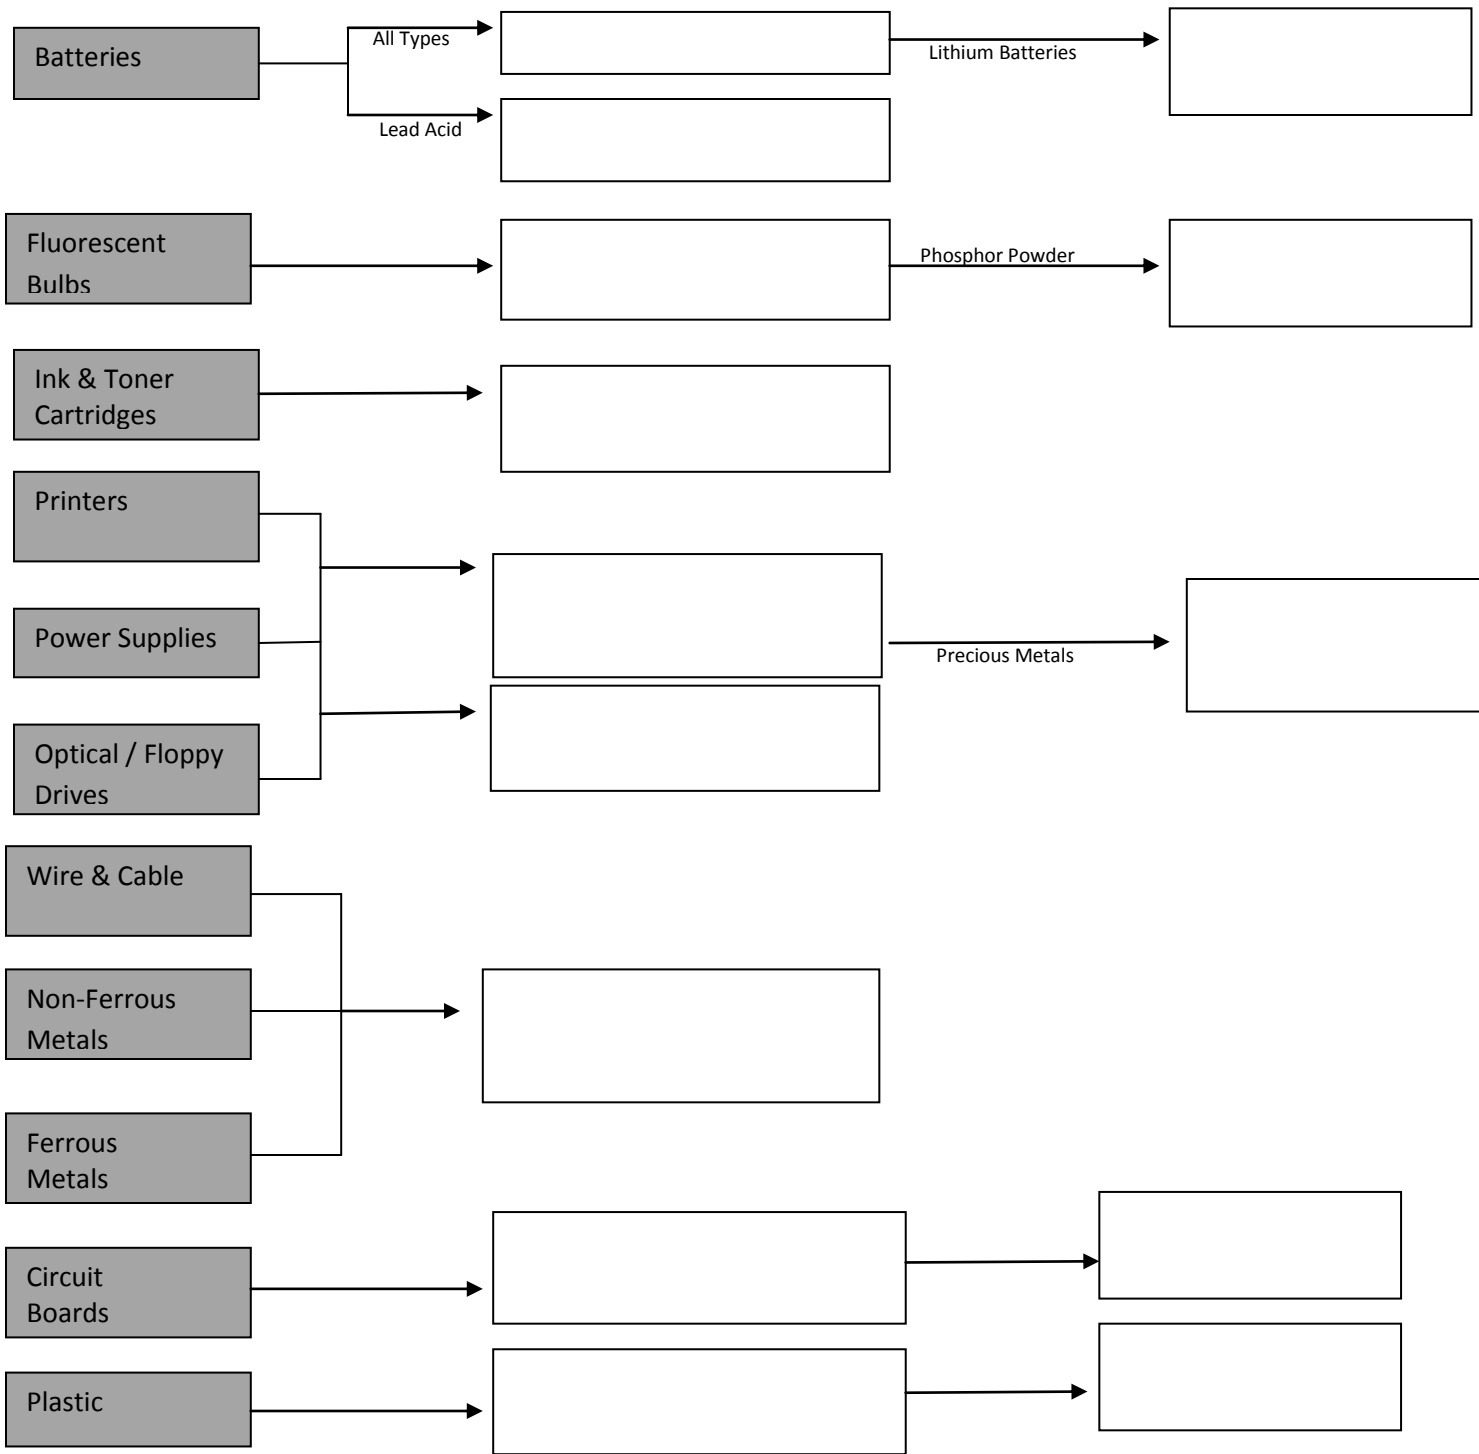 Batteries
All Types
Lithium Batteries
Lead Acid
Fluorescent
Bulbs
Phosphor Powder
Ink & Toner
Cartridges
Printers
Power Supplies
Precious Metals
Optical / Floppy
Drives
Wire & Cable
Non-Ferrous
Metals
Ferrous
Metals
Circuit
Boards
Plastic